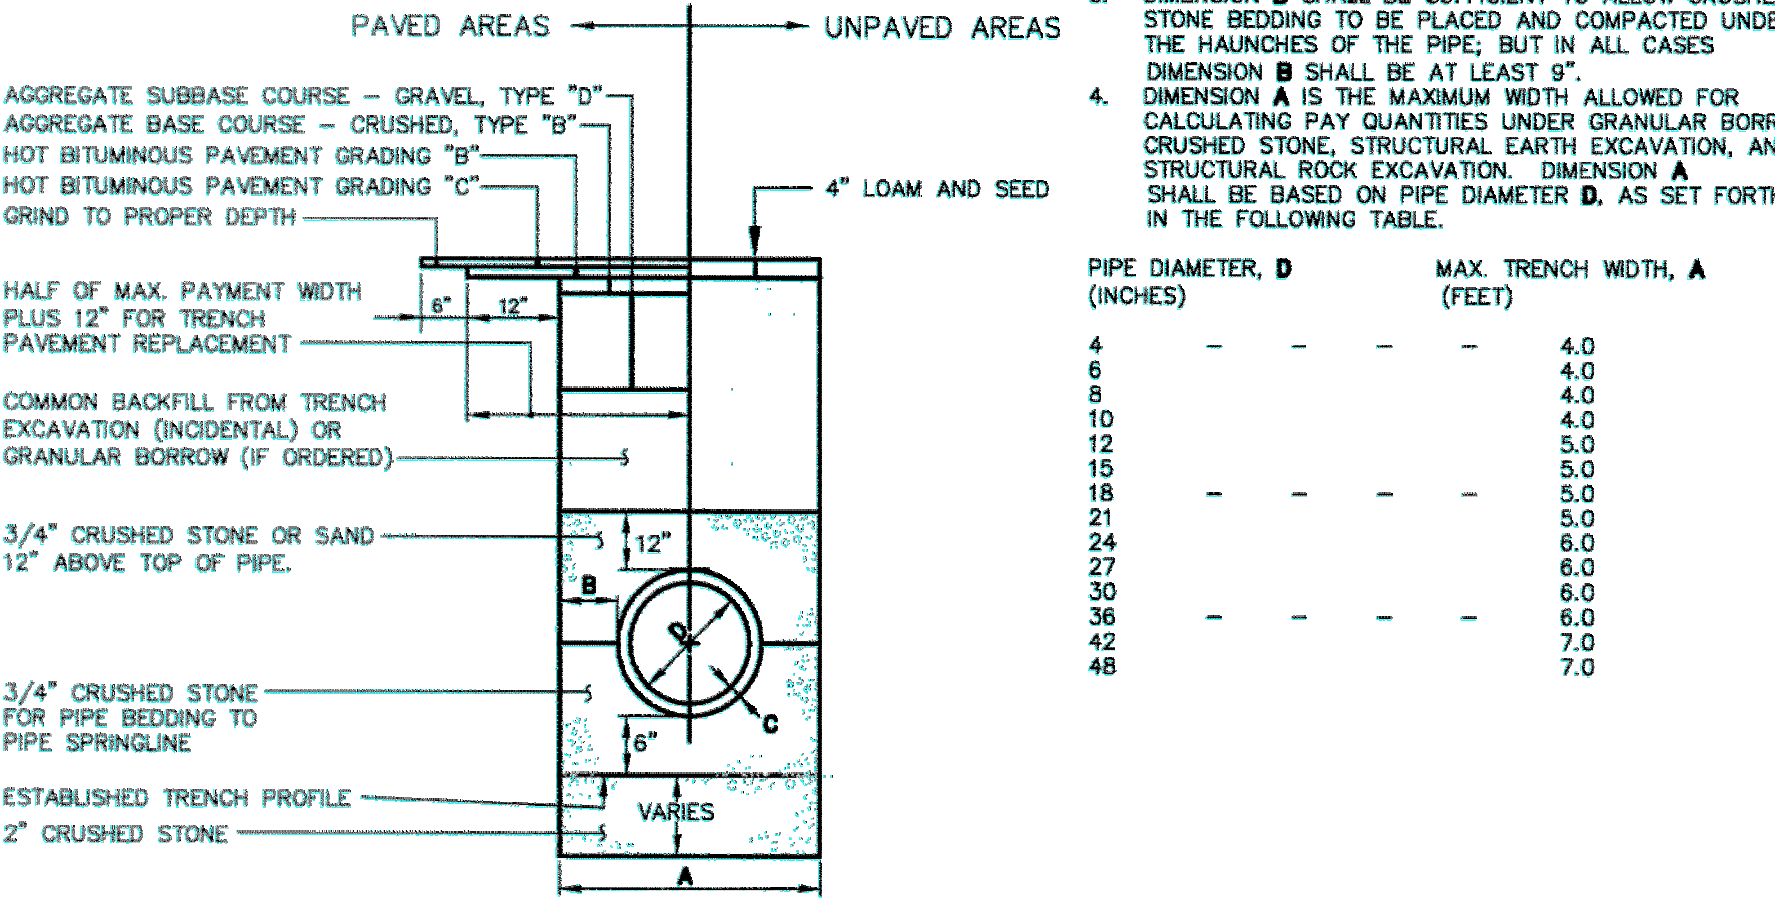 PAVED AREAS
UNPAVED AREAS
AGGREGATE SUBBASE COURSE – GRAVEL, TYPE "D"
AGGREGATE BASE COURSE – CRUSHED, TYPE "B"
HOT BITUMINOUS PAVEMENT GRADING "B"
HOT BITUMINOUS PAVEMENT GRADING "C"
GRIND TO PROPER DEPTH
4" LOAM AND SEED
HALF OF MAX. PAYMENT WIDTH
PLUS 12" FOR TRENCH
PAVEMENT REPLACEMENT
6"
12"
COMMON BACKFILL FROM TRENCH
EXCAVATION (INCIDENTAL) OR
GRANULAR BORROW (IF ORDERED)
3/4" CRUSHED STONE OR SAND
12" ABOVE TOP OF PIPE.
12"
B
D
C
3/4" CRUSHED STONE
FOR PIPE BEDDING TO
PIPE SPRINGLINE
6"
ESTABLISHED TRENCH PROFILE
VARIES
2" CRUSHED STONE
A
STONE BEDDING TO BE PLACED AND COMPACTED UNDE
THE HAUNCHES OF THE PIPE; BUT IN ALL CASES
DIMENSION B SHALL BE AT LEAST 9".
4. DIMENSION A IS THE MAXIMUM WIDTH ALLOWED FOR
CALCULATING PAY QUANTITIES UNDER GRANULAR BORR
CRUSHED STONE, STRUCTURAL EARTH EXCAVATION, AN
STRUCTURAL ROCK EXCAVATION. DIMENSION A
SHALL BE BASED ON PIPE DIAMETER D, AS SET FORTH
IN THE FOLLOWING TABLE.
PIPE DIAMETER, D MAX. TRENCH WIDTH, A
(INCHES) (FEET)
4 – – – – 4.0
6 4.0
8 4.0
10 4.0
12 5.0
15 5.0
18 – – – – 5.0
21 5.0
24 6.0
27 6.0
30 6.0
36 – – – – 6.0
42 7.0
48 7.0